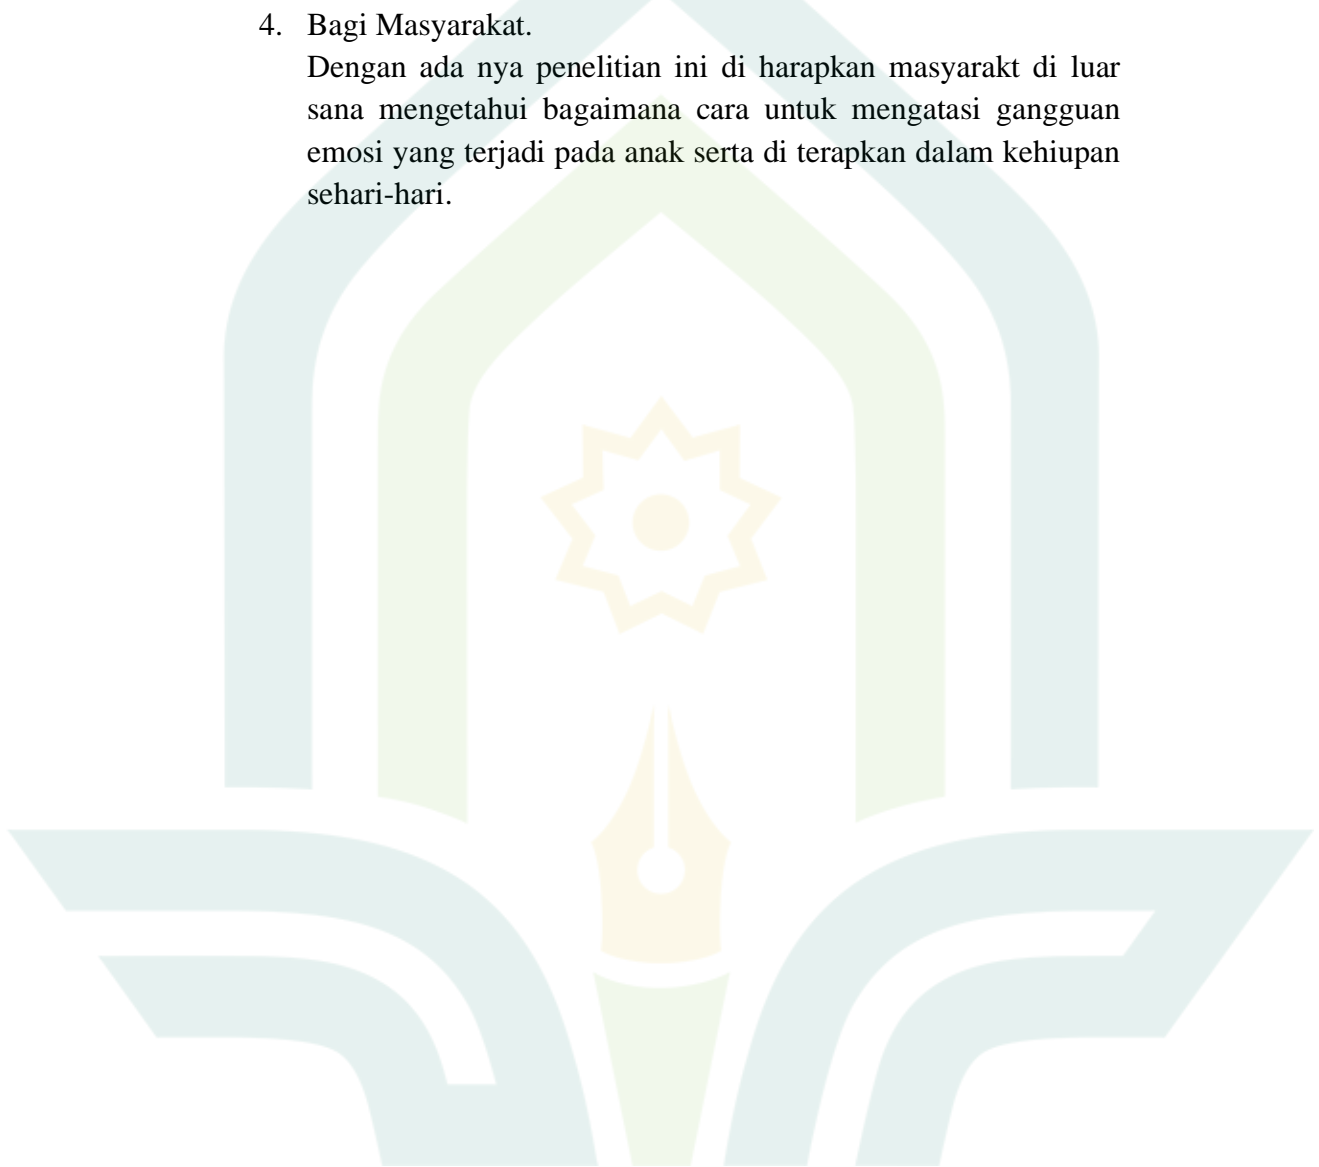 4. Bagi Masyarakat.
Dengan ada nya penelitian ini di harapkan masyarakt di luar
sana mengetahui bagaimana cara untuk mengatasi gangguan
emosi yang terjadi pada anak serta di terapkan dalam kehiupan
sehari-hari.